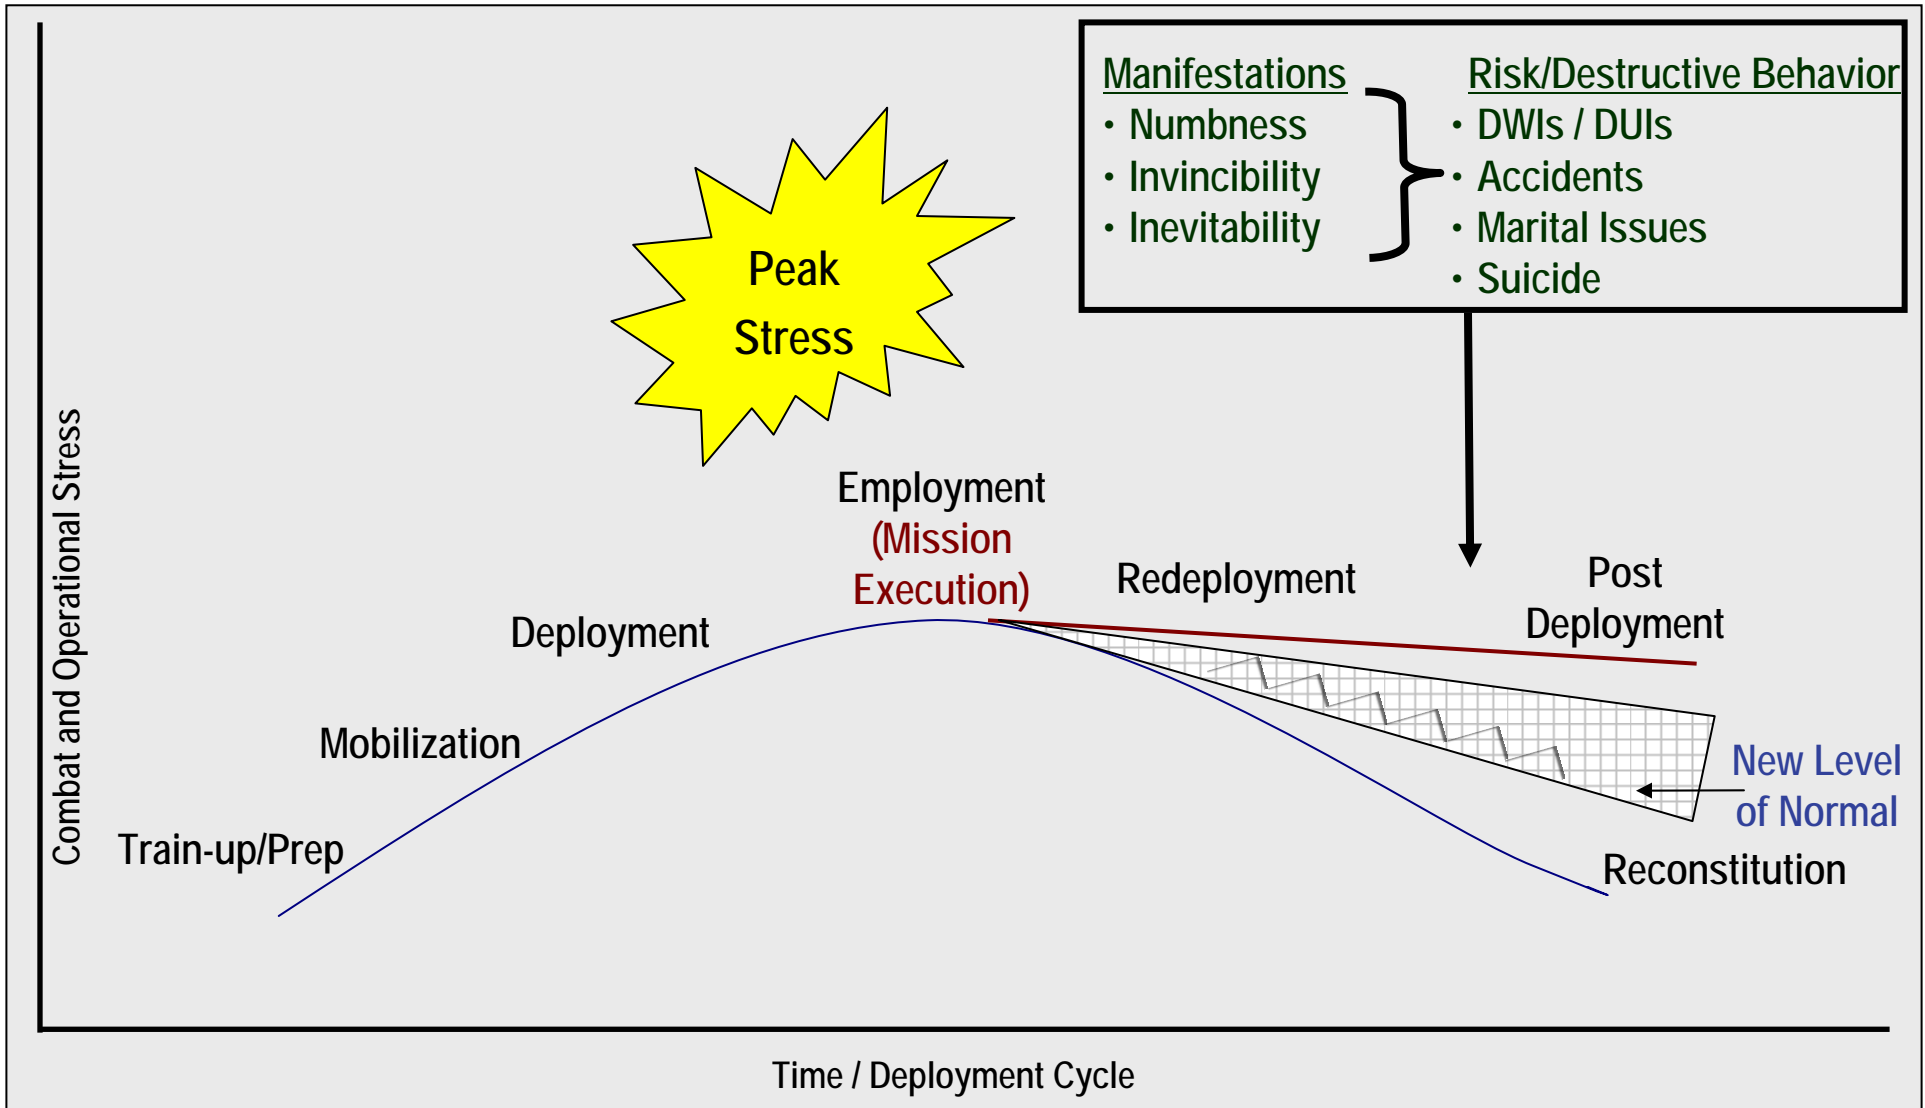 Manifestations
• Numbness
• Invincibility
• Inevitability
Risk/Destructive Behavior
• DWIs / DUIs
• Accidents
• Marital Issues
• Suicide
Peak
Stress
Combat and Operational Stress
Employment
(Mission
Execution)
Redeployment
Post
Deployment
Deployment
Mobilization
New Level
of Normal
Train-up/Prep
Reconstitution
Time / Deployment Cycle